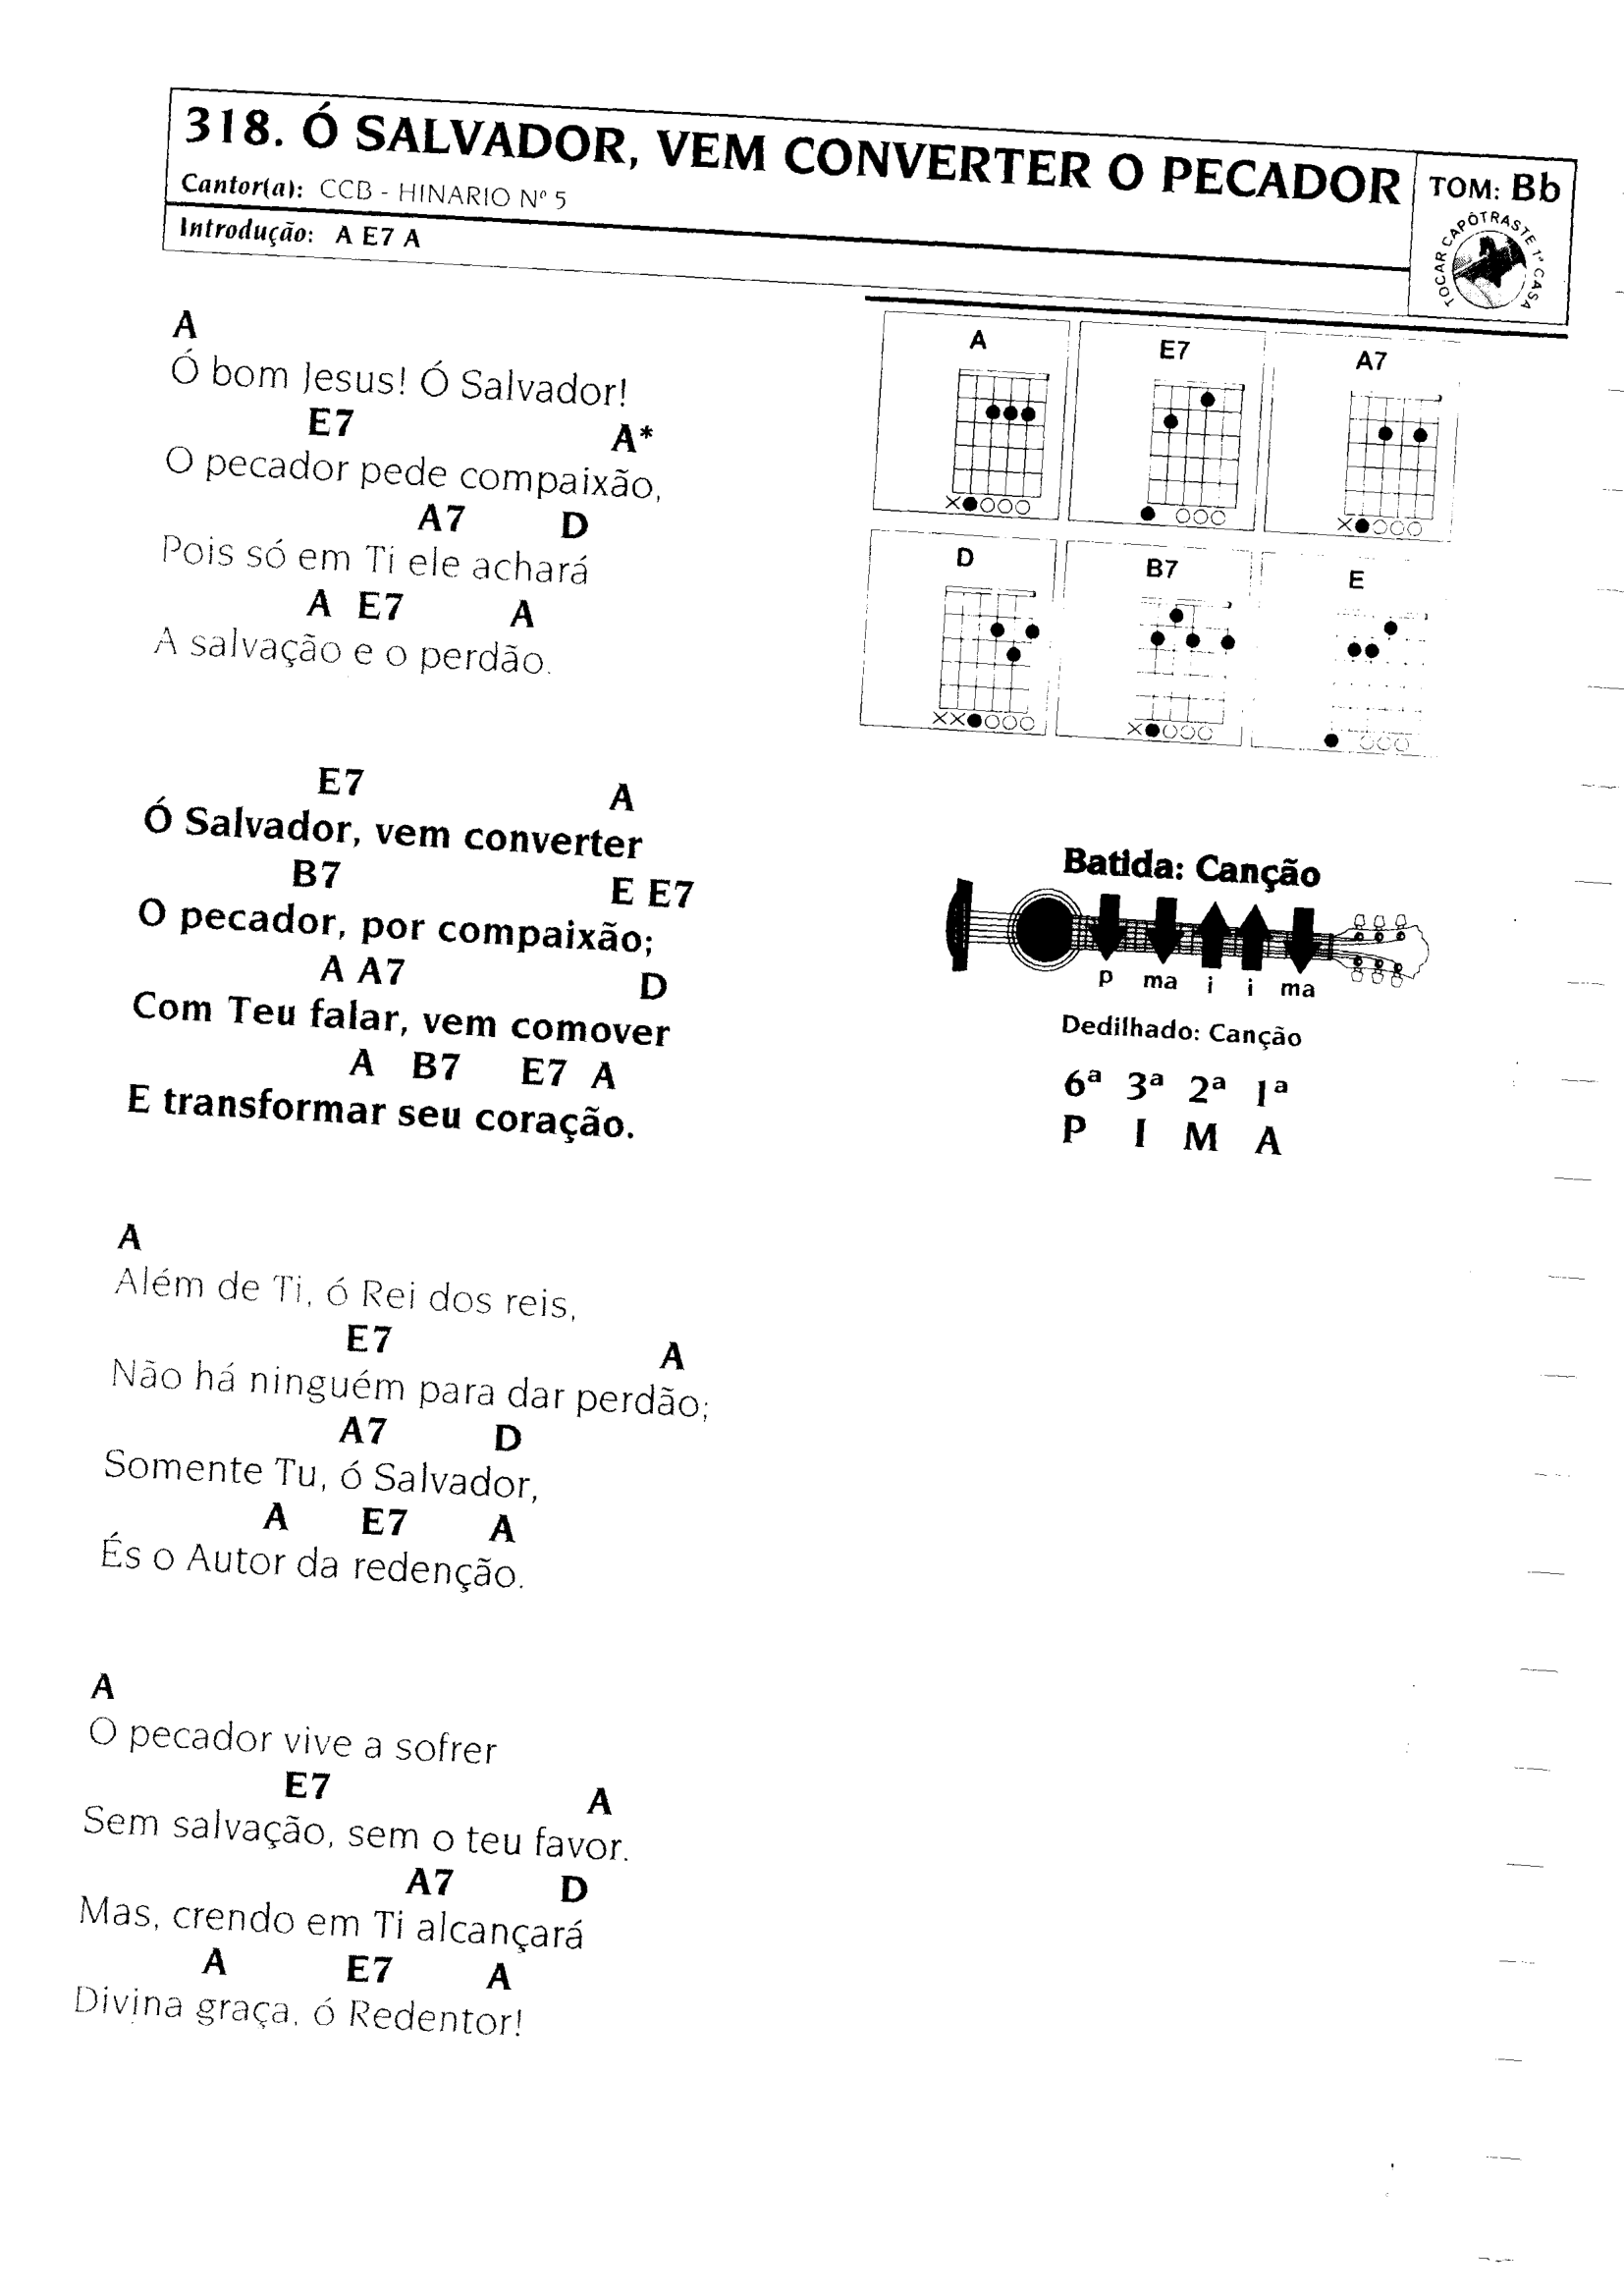 318. Ó SALVADOR, VEM CONVERTER O PECADOR
TOM: Bb
Cantor(a): CCB - HINARIO Nº 5
Introdução: A E7 A
TOCAR CAPÔTRASTE 1ª CASA
A
Ó bom Jesus! Ó Salvador!
E7 A*
O pecador pede compaixão,
A7 D
Pois só em Ti ele achará
A E7 A
A salvação e o perdão.
E7 A
Ó Salvador, vem converter
B7 E E7
O pecador, por compaixão;
A A7 D
Com Teu falar, vem comover
A B7 E7 A
E transformar seu coração.
A
Além de Ti, ó Rei dos reis,
E7 A
Não há ninguém para dar perdão;
A7 D
Somente Tu, ó Salvador,
A E7 A
És o Autor da redenção.
A
O pecador vive a sofrer
E7 A
Sem salvação, sem o teu favor.
A7 D
Mas, crendo em Ti alcançará
A E7 A
Divina graça, ó Redentor!
A E7 A7
D B7 E
Batida: Canção
p ma i i ma
Dedilhado: Canção
6ª 3ª 2ª 1ª
P I M A